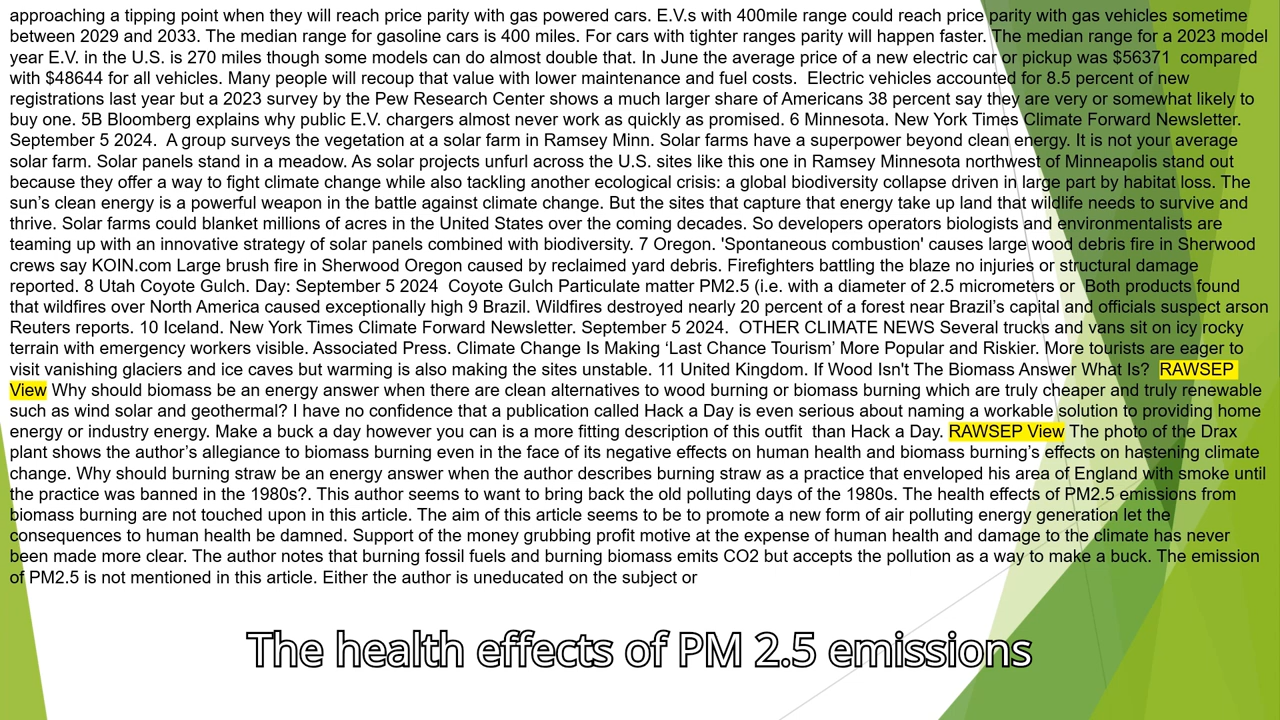 approaching a tipping point when they will reach price parity with gas powered cars. E.V.s with 400mile range could reach price parity with gas vehicles sometime
between 2029 and 2033. The median range for gasoline cars is 400 miles. For cars with tighter ranges parity will happen faster. The median range for a 2023 model
year E.V. in the U.S. is 270 miles though some models can do almost double that. In June the average price of a new electric car or pickup was $56371  compared
with $48644 for all vehicles. Many people will recoup that value with lower maintenance and fuel costs.  Electric vehicles accounted for 8.5 percent of new
registrations last year but a 2023 survey by the Pew Research Center shows a much larger share of Americans 38 percent say they are very or somewhat likely to
buy one. 5B Bloomberg explains why public E.V. chargers almost never work as quickly as promised. 6 Minnesota. New York Times Climate Forward Newsletter.
September 5 2024.  A group surveys the vegetation at a solar farm in Ramsey Minn. Solar farms have a superpower beyond clean energy. It is not your average
solar farm. Solar panels stand in a meadow. As solar projects unfurl across the U.S. sites like this one in Ramsey Minnesota northwest of Minneapolis stand out
because they offer a way to fight climate change while also tackling another ecological crisis: a global biodiversity collapse driven in large part by habitat loss. The
sun's clean energy is a powerful weapon in the battle against climate change. But the sites that capture that energy take up land that wildlife needs to survive and
thrive. Solar farms could blanket millions of acres in the United States over the coming decades. So developers operators biologists and environmentalists are
teaming up with an innovative strategy of solar panels combined with biodiversity. 7 Oregon. 'Spontaneous combustion' causes large wood debris fire in Sherwood
crews say KOIN.com Large brush fire in Sherwood Oregon caused by reclaimed yard debris. Firefighters battling the blaze no injuries or structural damage
reported. 8 Utah Coyote Gulch. Day: September 5 2024  Coyote Gulch Particulate matter PM2.5 (i.e. with a diameter of 2.5 micrometers or  Both products found
that wildfires over North America caused exceptionally high 9 Brazil. Wildfires destroyed nearly 20 percent of a forest near Brazil's capital and officials suspect arson
Reuters reports. 10 Iceland. New York Times Climate Forward Newsletter. September 5 2024.  OTHER CLIMATE NEWS Several trucks and vans sit on icy rocky
terrain with emergency workers visible. Associated Press. Climate Change Is Making ‘Last Chance Tourism’ More Popular and Riskier. More tourists are eager to
visit vanishing glaciers and ice caves but warming is also making the sites unstable. 11 United Kingdom. If Wood Isn't The Biomass Answer What Is?  RAWSEP
View Why should biomass be an energy answer when there are clean alternatives to wood burning or biomass burning which are truly cheaper and truly renewable
such as wind solar and geothermal? I have no confidence that a publication called Hack a Day is even serious about naming a workable solution to providing home
energy or industry energy. Make a buck a day however you can is a more fitting description of this outfit  than Hack a Day. RAWSEP View The photo of the Drax
plant shows the author's allegiance to biomass burning even in the face of its negative effects on human health and biomass burning's effects on hastening climate
change. Why should burning straw be an energy answer when the author describes burning straw as a practice that enveloped his area of England with smoke until
the practice was banned in the 1980s?. This author seems to want to bring back the old polluting days of the 1980s. The health effects of PM2.5 emissions from
biomass burning are not touched upon in this article. The aim of this article seems to be to promote a new form of air polluting energy generation let the
consequences to human health be damned. Support of the money grubbing profit motive at the expense of human health and damage to the climate has never
been made more clear. The author notes that burning fossil fuels and burning biomass emits CO2 but accepts the pollution as a way to make a buck. The emission
of PM2.5 is not mentioned in this article. Either the author is uneducated on the subject or
The health effects of PM 2.5 emissions